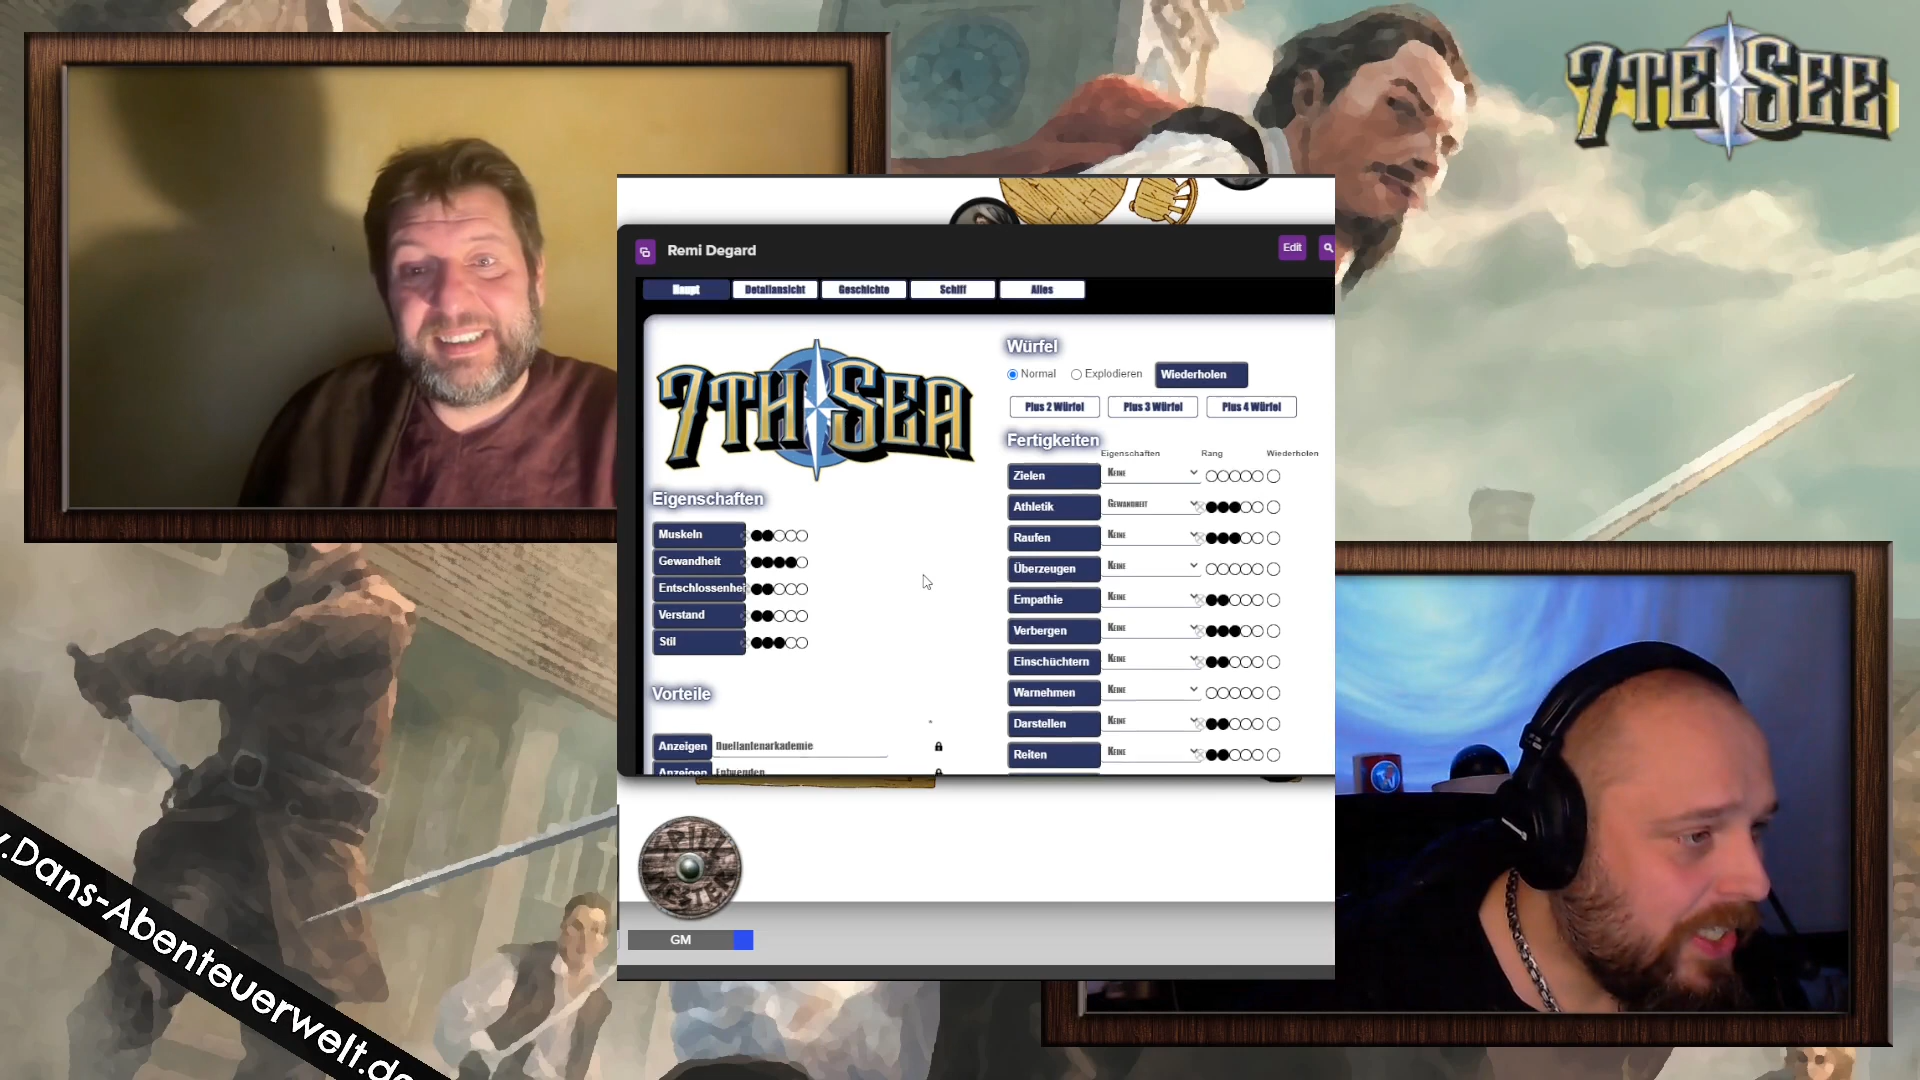 7TE SEE
Remi Degard
Edit
Haupt
Detailansicht
Geschichte
Schiff
Alles
7TH SEA
Würfel
Normal
Explodieren
Wiederholen
Plus 2 Würfel
Plus 3 Würfel
Plus 4 Würfel
Fertigkeiten
Eigenschaften
Rang
Wiederholen
Zielen Keine
Athletik Gewandheit
Raufen Keine
Überzeugen Keine
Empathie Keine
Verbergen Keine
Einschüchtern Keine
Warnehmen Keine
Darstellen Keine
Reiten Keine
Eigenschaften
Muskeln
Gewandheit
Entschlossenhei
Verstand
Stil
Vorteile
Anzeigen Duellantenarkademie
Anzeigen Entwenden
GM
.Dans-Abenteuerwelt.de